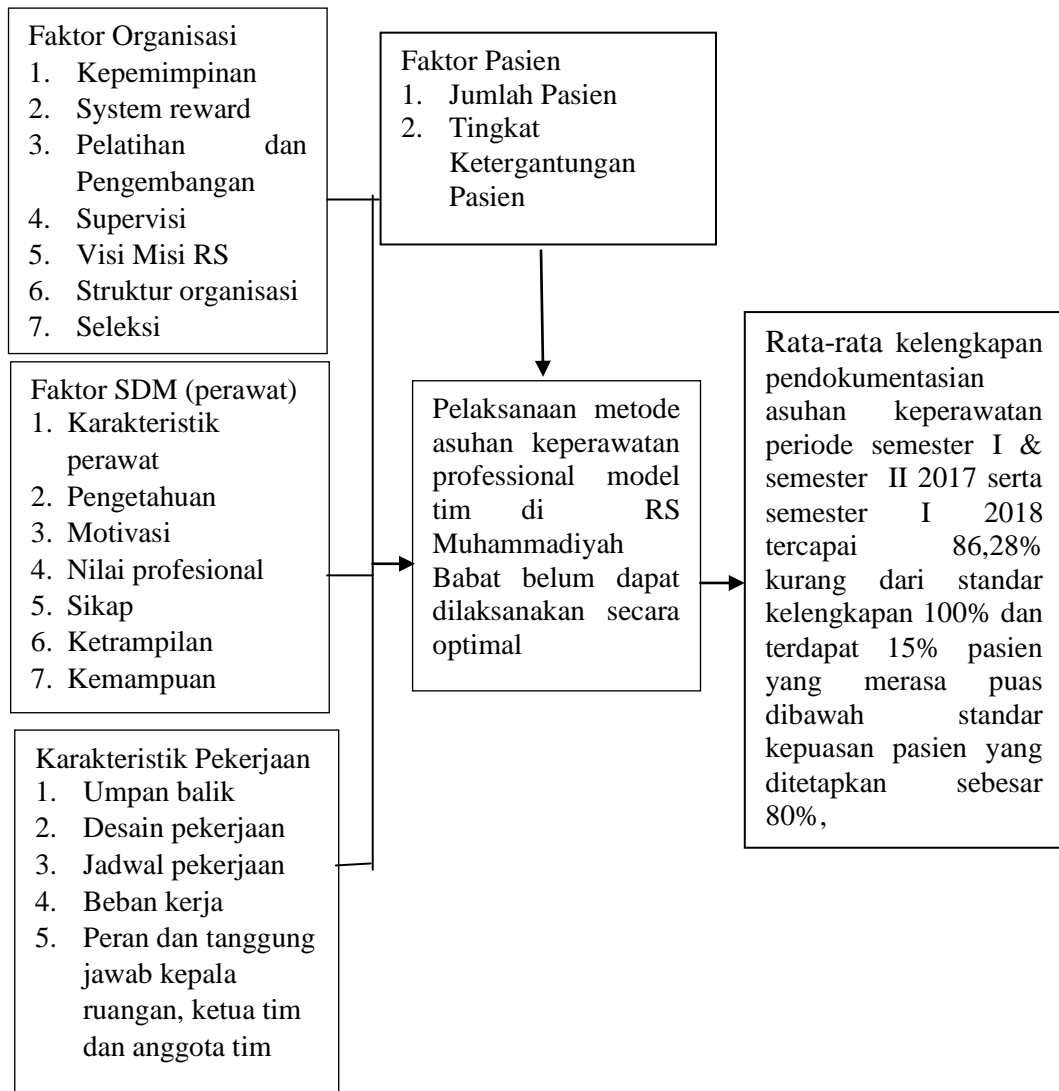 Faktor Organisasi
1. Kepemimpinan
2. System reward
3. Pelatihan dan
Pengembangan
4. Supervisi
5. Visi Misi RS
6. Struktur organisasi
7. Seleksi
Faktor Pasien
1. Jumlah Pasien
2. Tingkat
Ketergantungan
Pasien
Faktor SDM (perawat)
1. Karakteristik
perawat
2. Pengetahuan
3. Motivasi
4. Nilai profesional
5. Sikap
6. Ketrampilan
7. Kemampuan
Karakteristik Pekerjaan
1. Umpan balik
2. Desain pekerjaan
3. Jadwal pekerjaan
4. Beban kerja
5. Peran dan tanggung
jawab kepala
ruangan, ketua tim
dan anggota tim
Pelaksanaan metode
asuhan keperawatan
professional model
tim di RS
Muhammadiyah
Babat belum dapat
dilaksanakan secara
optimal
Rata-rata kelengkapan
pendokumentasian
asuhan keperawatan
periode semester I &
semester II 2017 serta
semester I 2018
tercapai 86,28%
kurang dari standar
kelengkapan 100% dan
terdapat 15% pasien
yang merasa puas
dibawah standar
kepuasan pasien yang
ditetapkan sebesar
80%,